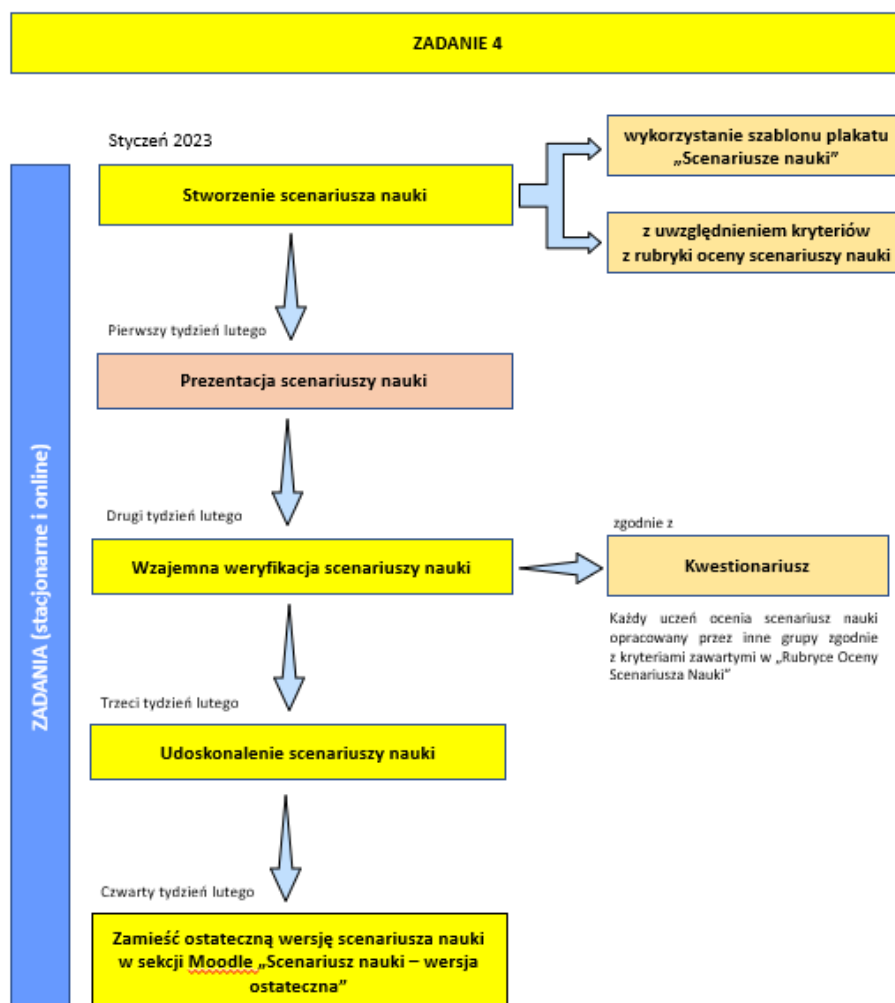 ZADANIE 4
Styczeń 2023
Stworzenie scenariusza nauki
wykorzystanie szablonu plakatu
„Scenariusze nauki”
z uwzględnieniem kryteriów
z rubryki oceny scenariuszy nauki
Pierwszy tydzień lutego
Prezentacja scenariuszy nauki
Drugi tydzień lutego
Wzajemna weryfikacja scenariuszy nauki
zgodnie z
Kwestionariusz
Każdy uczeń ocenia scenariusz nauki
opracowany przez inne grupy zgodnie
z kryteriami zawartymi w „Rubryce Oceny
Scenariusza Nauki”
Trzeci tydzień lutego
Udoskonalenie scenariuszy nauki
Czwarty tydzień lutego
Zamieść ostateczną wersję scenariusza nauki
w sekcji Moodle „Scenariusz nauki – wersja
ostateczna”
ZADANIA (stacjonarne i online)